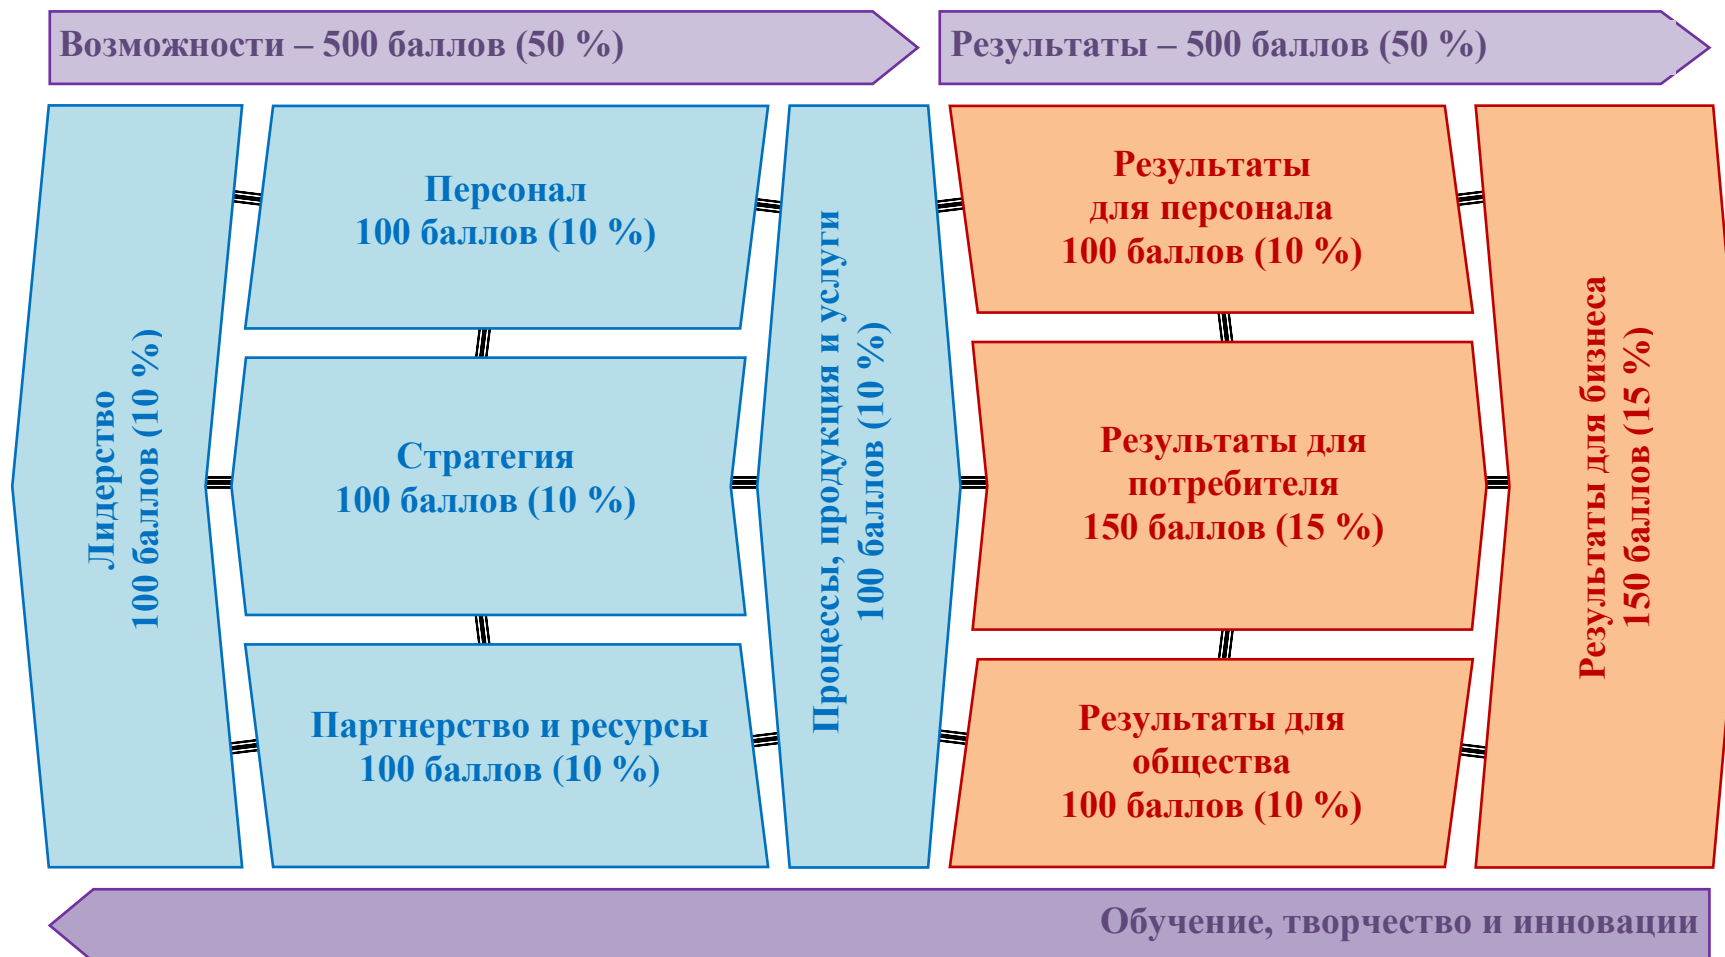 Возможности – 500 баллов (50 %)
Результаты – 500 баллов (50 %)
Лидерство
100 баллов (10 %)
Персонал
100 баллов (10 %)
Стратегия
100 баллов (10 %)
Партнерство и ресурсы
100 баллов (10 %)
Процессы, продукция и услуги
100 баллов (10 %)
Результаты
для персонала
100 баллов (10 %)
Результаты для
потребителя
150 баллов (15 %)
Результаты для
общества
100 баллов (10 %)
Результаты для бизнеса
150 баллов (15 %)
Обучение, творчество и инновации